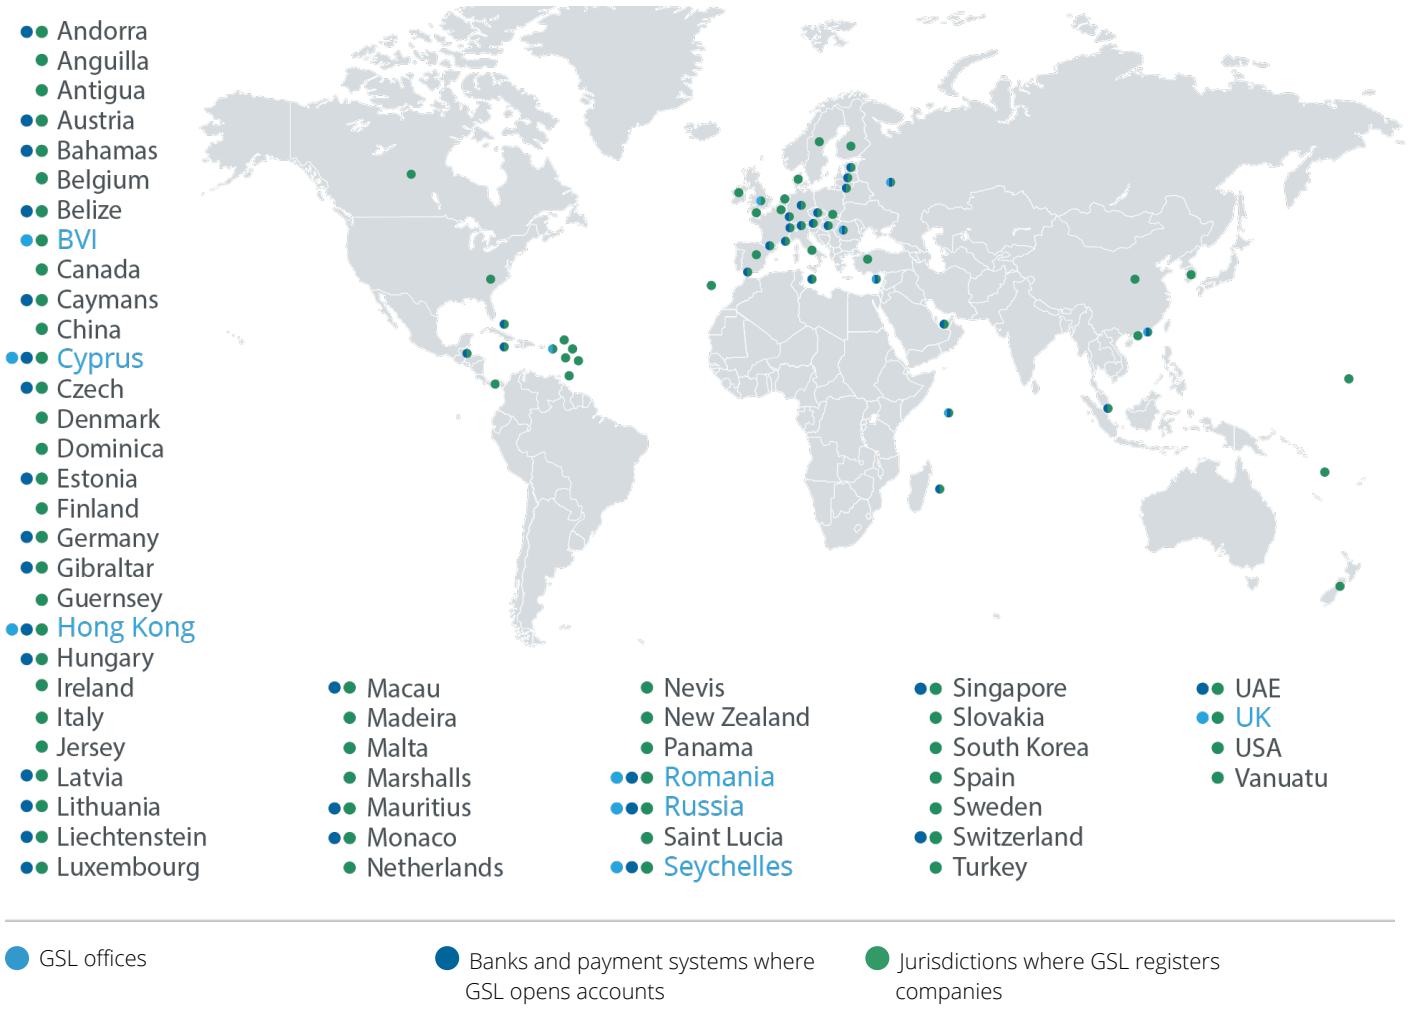 Andorra
Anguilla
Antigua
Austria
Bahamas
Belgium
Belize
BVI
Canada
Caymans
China
Cyprus
Czech
Denmark
Dominica
Estonia
Finland
Germany
Gibraltar
Guernsey
Hong Kong
Hungary
Ireland
Italy
Jersey
Latvia
Lithuania
Liechtenstein
Luxembourg
Macau
Madeira
Malta
Marshalls
Mauritius
Monaco
Netherlands
Nevis
New Zealand
Panama
Romania
Russia
Saint Lucia
Seychelles
Singapore
Slovakia
South Korea
Spain
Sweden
Switzerland
Turkey
UAE
UK
USA
Vanuatu
GSL offices
Banks and payment systems where
GSL opens accounts
Jurisdictions where GSL registers
companies